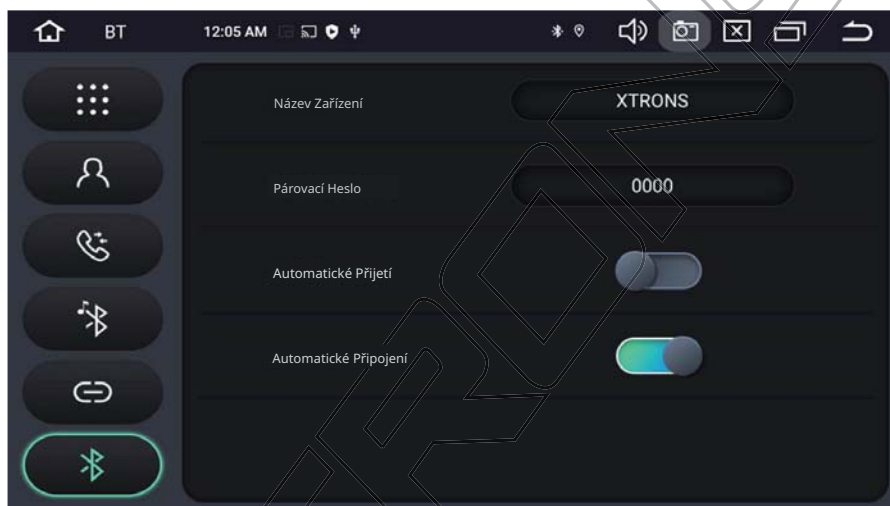 BT 12:05 AM
Název Zařízení XTRONS
Párovací Heslo 0000
Automatické Přijetí
Automatické Připojení